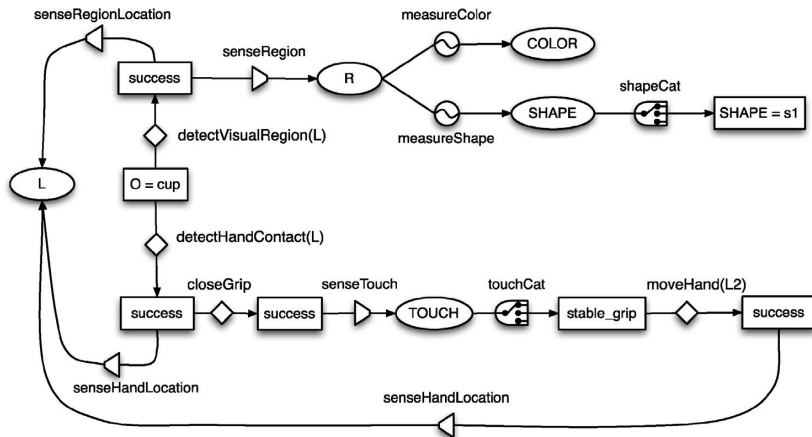 senseRegionLocation
measureColor
success
senseRegion
R
COLOR
shapeCat
detectVisualRegion(L)
measureShape
SHAPE
SHAPE = s1
L
O = cup
detectHandContact(L)
closeGrip
senseTouch
touchCat
moveHand(L2)
success
success
TOUCH
stable_grip
success
senseHandLocation
senseHandLocation